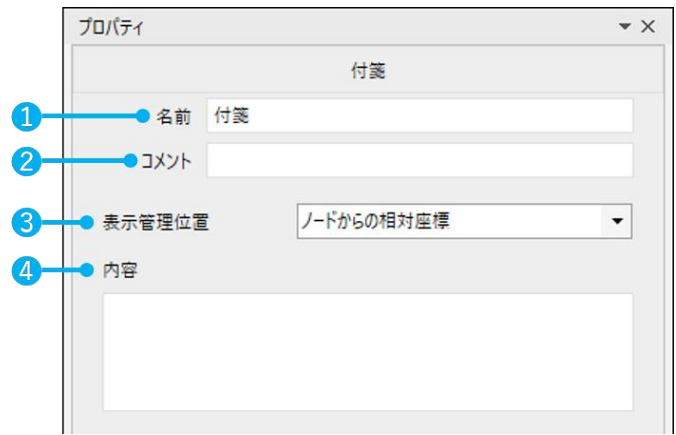 プロパティ
付箋
1 名前 付箋
2 コメント
3 表示管理位置 ノードからの相対座標
4 内容